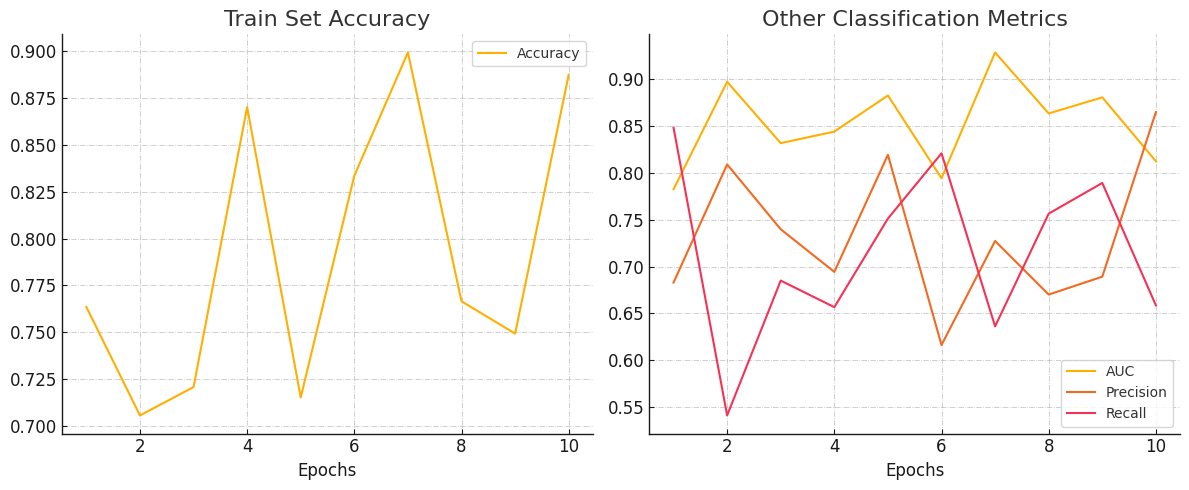 Train Set Accuracy
Accuracy
0.900
0.875
0.850
0.825
0.800
0.775
0.750
0.725
0.700
2 4 6 8 10
Epochs
Other Classification Metrics
0.90
0.85
0.80
0.75
0.70
0.65
0.60
0.55
AUC
Precision
Recall
2 4 6 8 10
Epochs